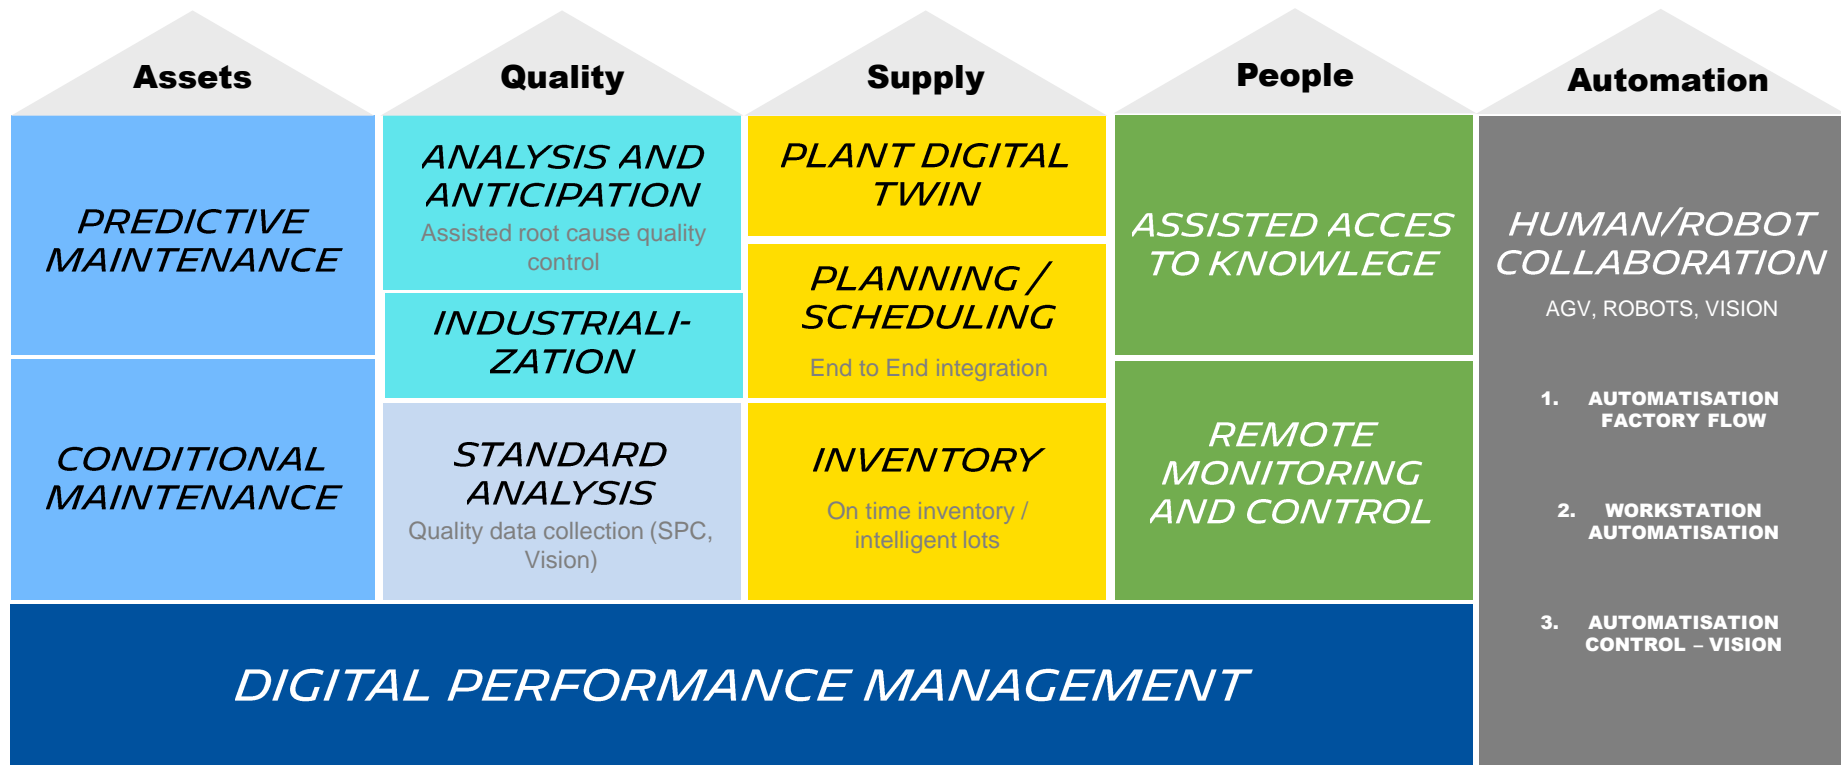 Assets
PREDICTIVE
MAINTENANCE
CONDITIONAL
MAINTENANCE
Quality
ANALYSIS AND
ANTICIPATION
Assisted root cause quality
control
INDUSTRIALI-
ZATION
STANDARD
ANALYSIS
Quality data collection (SPC,
Vision)
Supply
PLANT DIGITAL
TWIN
PLANNING /
SCHEDULING
End to End integration
INVENTORY
On time inventory /
intelligent lots
People
ASSISTED ACCES
TO KNOWLEGE
REMOTE
MONITORING
AND CONTROL
Automation
HUMAN/ROBOT
COLLABORATION
AGV, ROBOTS, VISION
1. AUTOMATISATION
FACTORY FLOW
2. WORKSTATION
AUTOMATISATION
3. AUTOMATISATION
CONTROL – VISION
DIGITAL PERFORMANCE MANAGEMENT